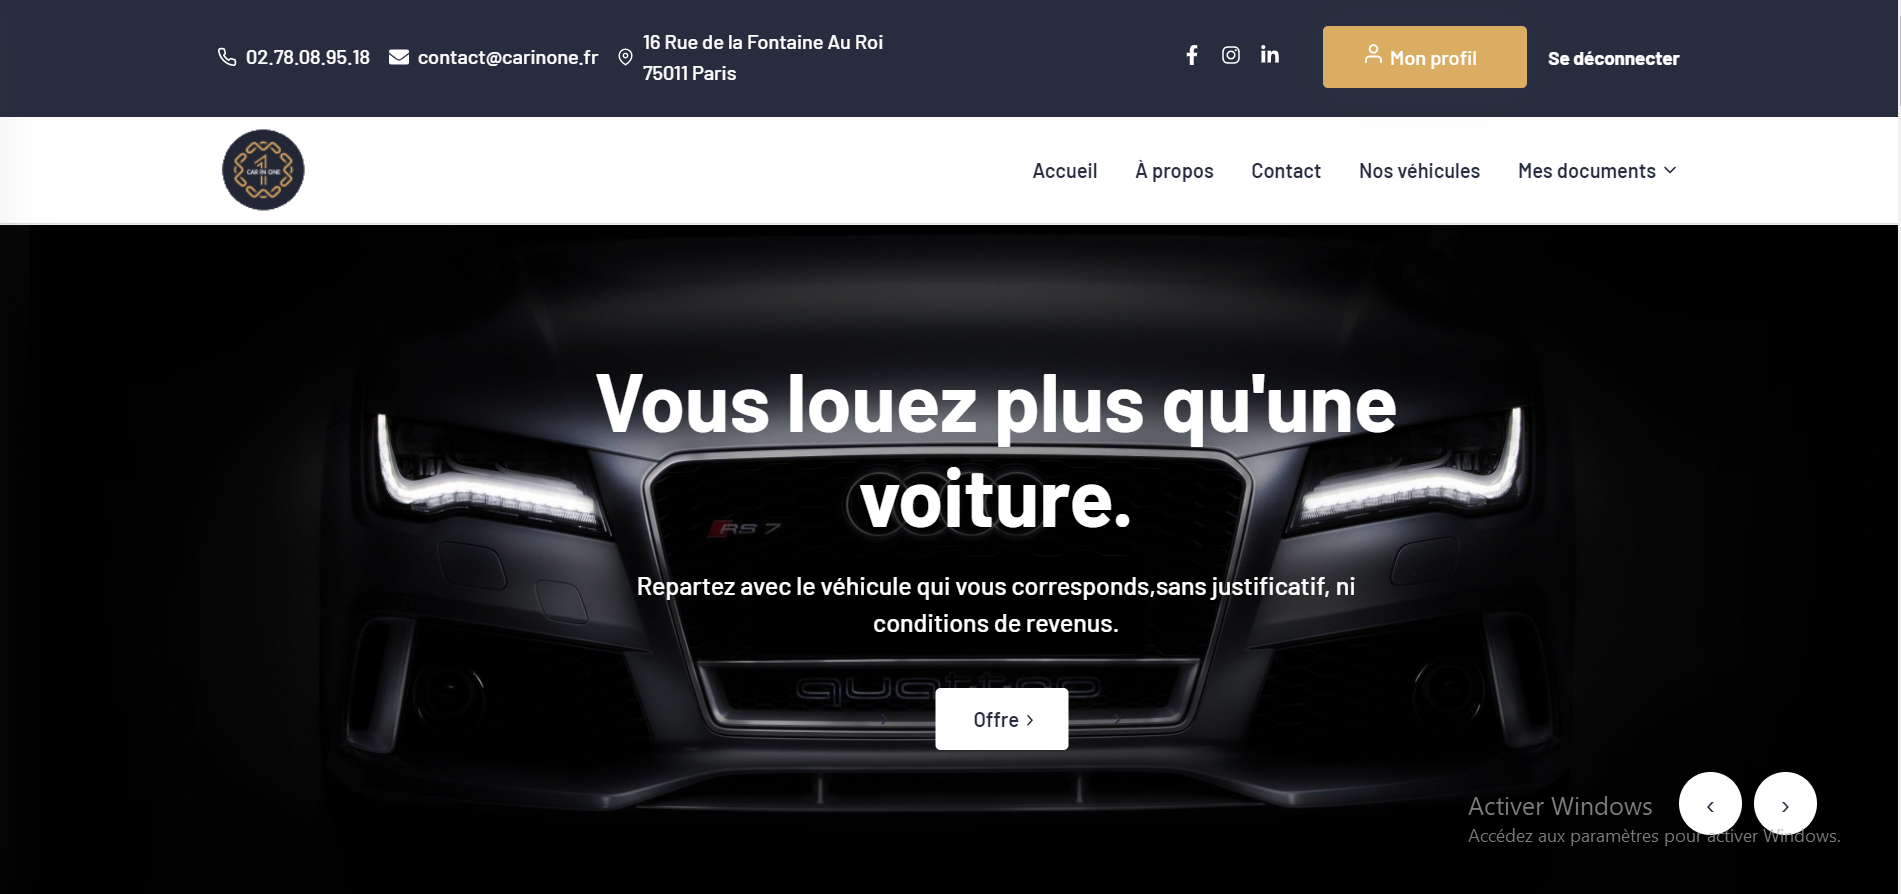 02.78.08.95.18
contact@carinone.fr
16 Rue de la Fontaine Au Roi
75011 Paris
Mon profil
Se déconnecter
CAR IN ONE
Accueil
À propos
Contact
Nos véhicules
Mes documents
Vous louez plus qu'une
voiture.
RS 7
Repartez avec le véhicule qui vous corresponds,sans justificatif, ni
conditions de revenus.
quattro
Offre
Activer Windows
Accédez aux paramètres pour activer Windows.